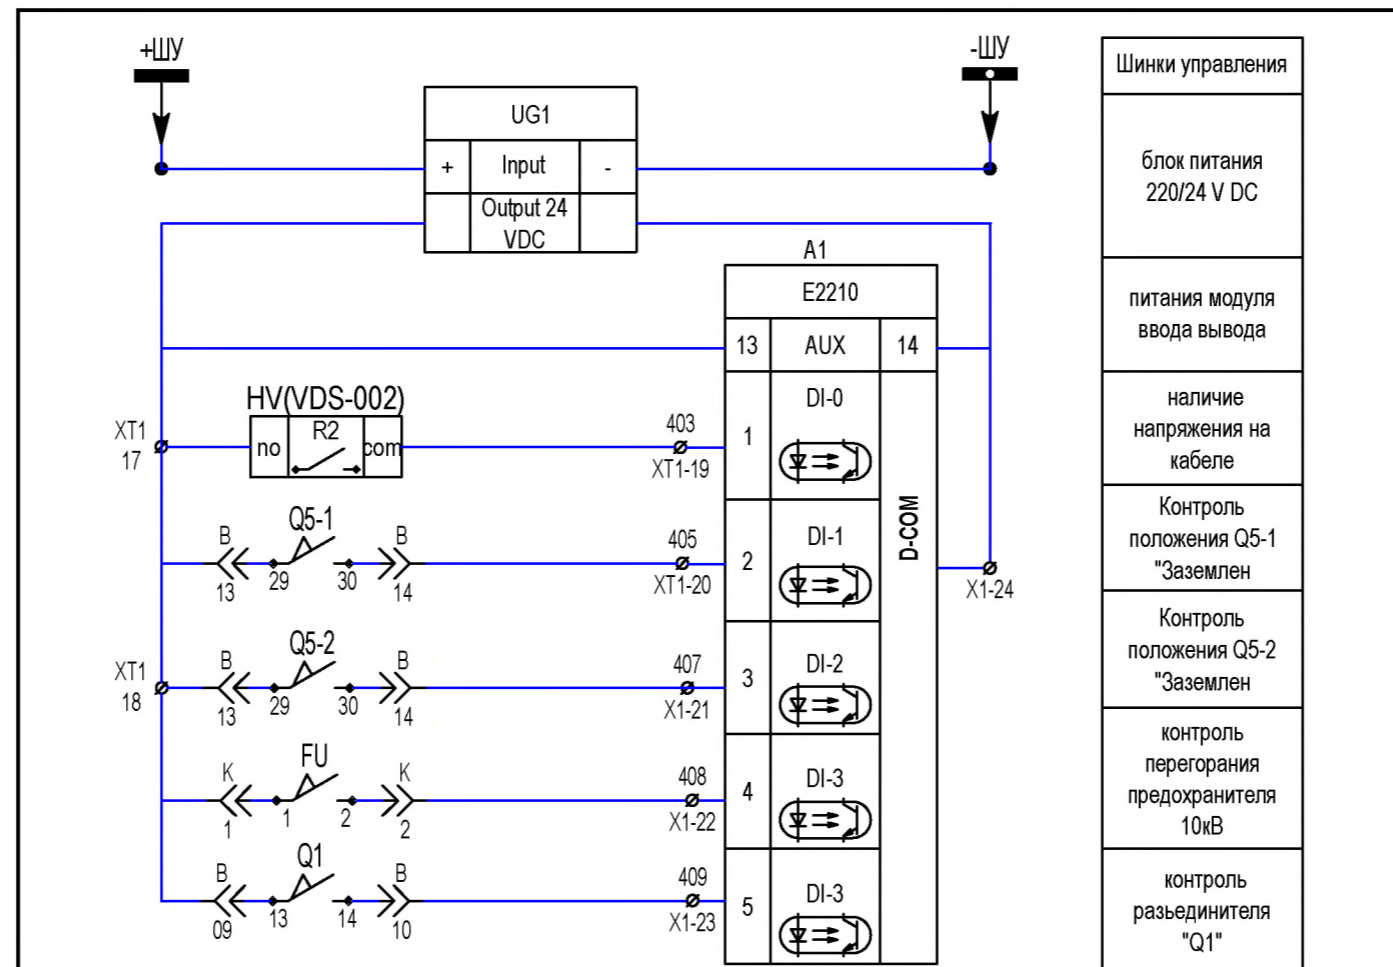 +ШУ
-ШУ
Шинки управления
UG1
+ Input -
Output 24
VDC
блок питания
220/24 V DC
A1
E2210
13 AUX 14
питания модуля
ввода вывода
HV(VDS-002)
XT1
17
no R2 com
403
XT1-19
1
DI-0
D-COM
наличие
напряжения на
кабеле
Q5-1
B B
13 29 30 14
405
XT1-20
2
DI-1
X1-24
Контроль
положения Q5-1
"Заземлен
XT1
18
Q5-2
B B
13 29 30 14
407
X1-21
3
DI-2
Контроль
положения Q5-2
"Заземлен
FU
K K
1 1 2 2
408
X1-22
4
DI-3
контроль
перегорания
предохранителя
10кВ
Q1
B B
09 13 14 10
409
X1-23
5
DI-3
контроль
разьединителя
"Q1"